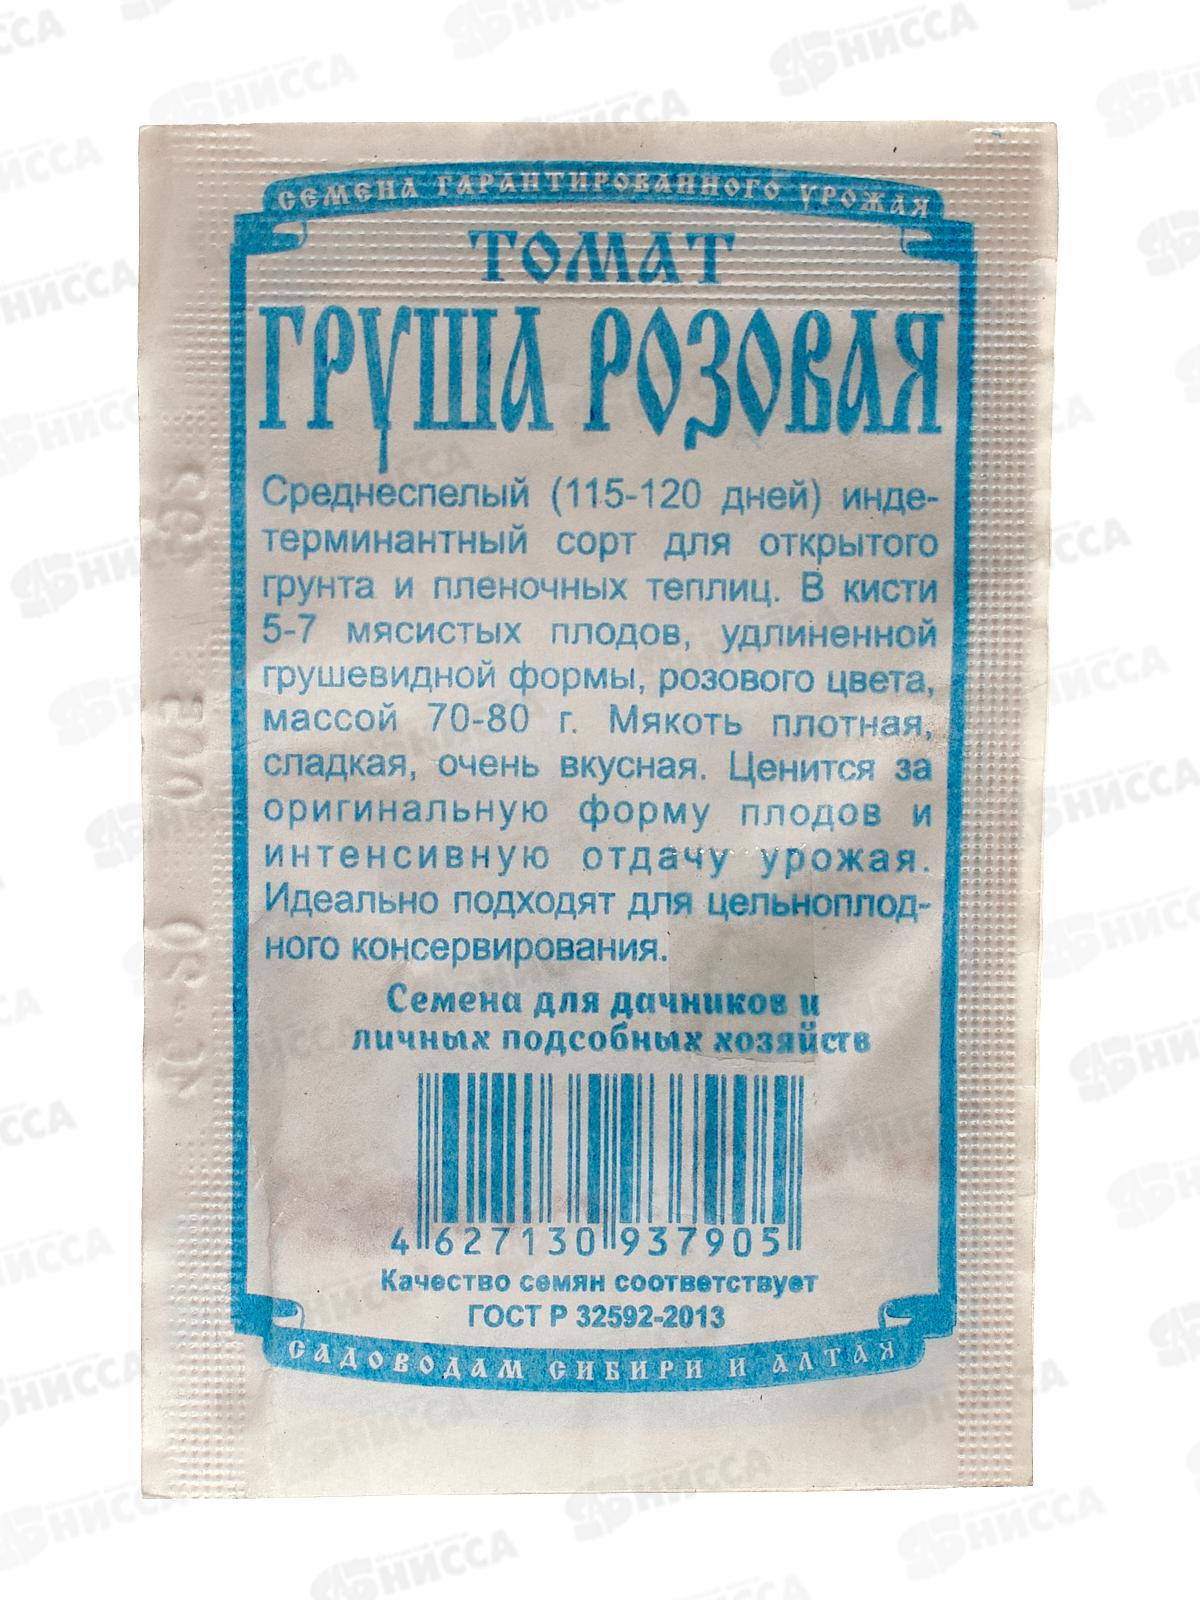 СЕМЕНА ГАРАНТИРОВАННОГО УРОЖАЯ
ТОМАТ
ГРУША РОЗОВАЯ
Среднеспелый (115-120 дней) инде-
терминантный сорт для открытого
грунта и пленочных теплиц. В кисти
5-7 мясистых плодов, удлиненной
грушевидной формы, розового цвета,
массой 70-80 г. Мякоть плотная,
сладкая, очень вкусная. Ценится за
оригинальную форму плодов и
интенсивную отдачу урожая.
Идеально подходят для цельноплод-
ного консервирования.
Семена для дачников и
личных подсобных хозяйств
4 627130 937905
Качество семян соответствует
ГОСТ Р 32592-2013
САДОВОДАМ СИБИРИ И АЛТАЯ
НИССА